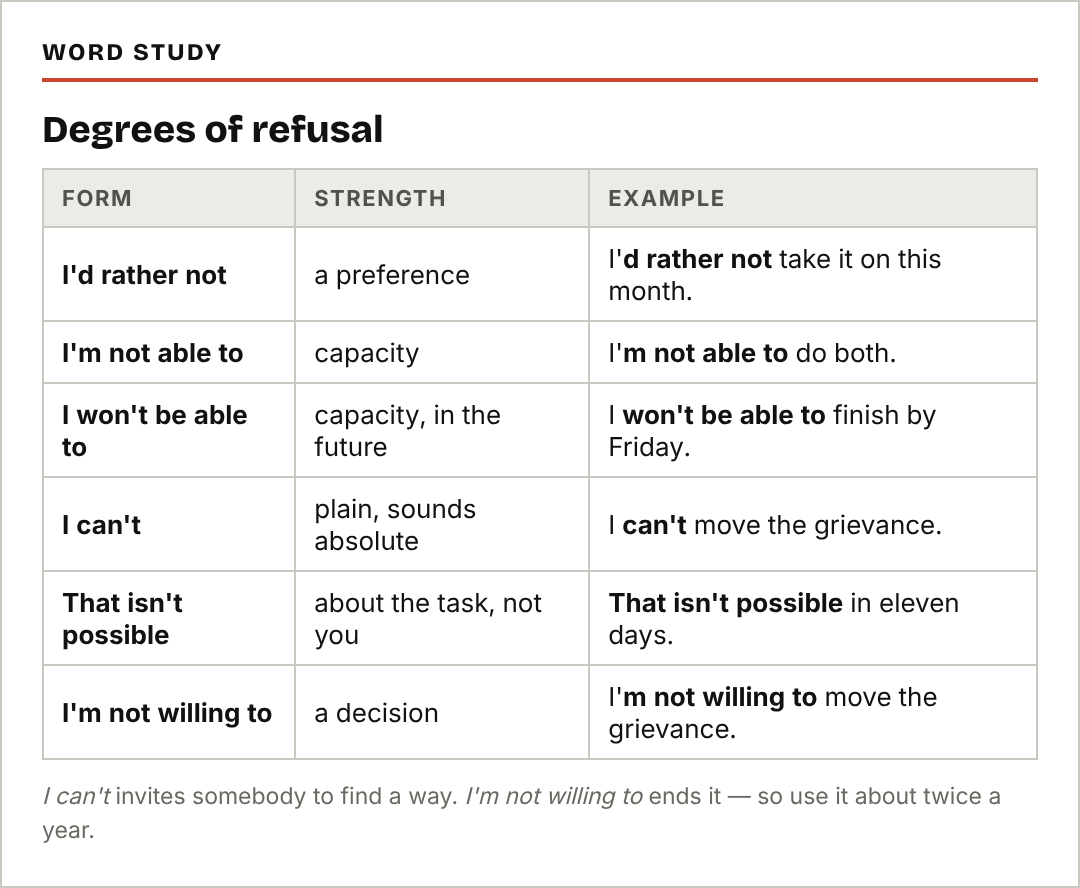 WORD STUDY
Degrees of refusal
FORM STRENGTH EXAMPLE
I'd rather not a preference I'd rather not take it on this
month.
I'm not able to capacity I'm not able to do both.
I won't be able
to
capacity, in the
future
I won't be able to finish by
Friday.
I can't
plain, sounds
absolute
I can't move the grievance.
That isn't
possible
about the task, not
you
That isn't possible in eleven
days.
I'm not willing to a decision I'm not willing to move the
grievance.
I can't invites somebody to find a way. I'm not willing to ends it — so use it about twice a
year.